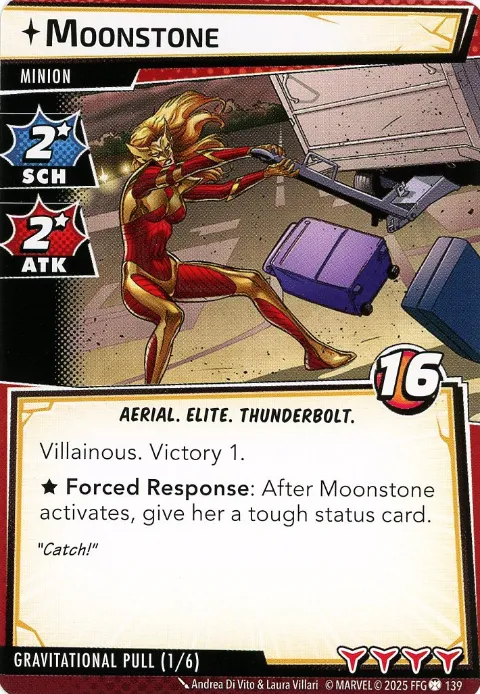 MOONSTONE
MINION
2
SCH
2
ATK
16
AERIAL. ELITE. THUNDERBOLT.
Villainous. Victory 1.
★ Forced Response: After Moonstone
activates, give her a tough status card.
"Catch!"
GRAVITATIONAL PULL (1/6)
Andrea Di Vito & Laura Villari © MARVEL © 2025 FFG 139